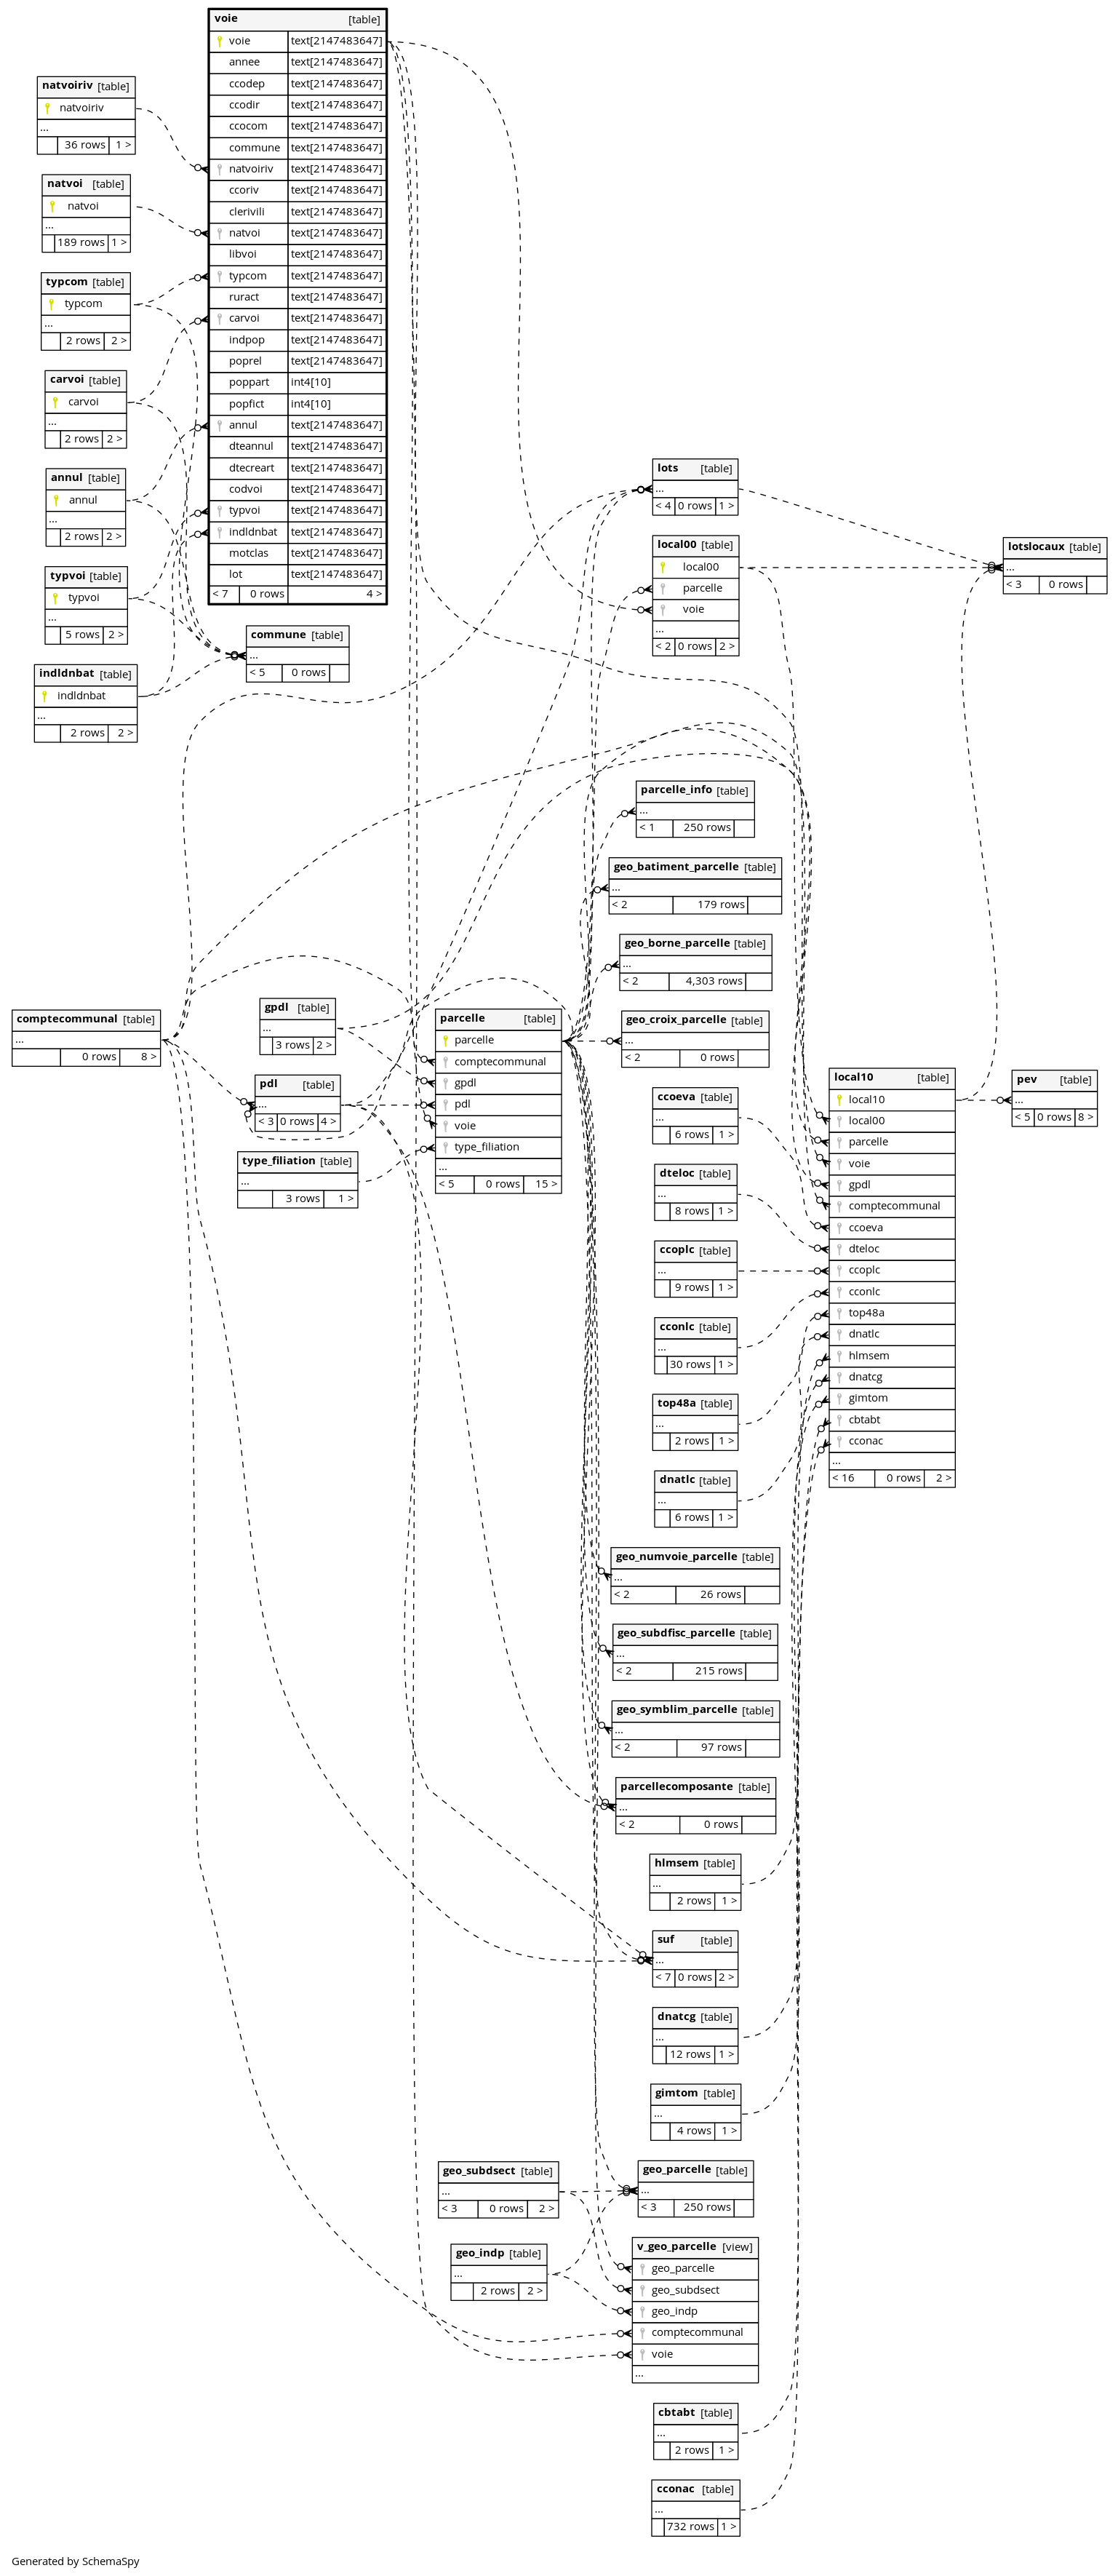 voie [table]
voie text[2147483647]
annee text[2147483647]
ccodep text[2147483647]
ccodir text[2147483647]
ccocom text[2147483647]
commune text[2147483647]
natvoiriv text[2147483647]
ccoriv text[2147483647]
clerivili text[2147483647]
natvoi text[2147483647]
libvoi text[2147483647]
typcom text[2147483647]
ruract text[2147483647]
carvoi text[2147483647]
indpop text[2147483647]
poprel text[2147483647]
poppart int4[10]
popfict int4[10]
annul text[2147483647]
dteannul text[2147483647]
dtecreart text[2147483647]
codvoi text[2147483647]
typvoi text[2147483647]
indldnbat text[2147483647]
motclas text[2147483647]
lot text[2147483647]
< 7 0 rows 4 >
natvoiriv [table]
natvoiriv
...
36 rows 1 >
natvoi [table]
natvoi
...
189 rows 1 >
typcom [table]
typcom
...
2 rows 2 >
carvoi [table]
carvoi
...
2 rows 2 >
annul [table]
annul
...
2 rows 2 >
typvoi [table]
typvoi
...
5 rows 2 >
indldnbat [table]
indldnbat
...
2 rows 2 >
commune [table]
...
< 5 0 rows
lots [table]
...
< 4 0 rows 1 >
local00 [table]
local00
parcelle
voie
...
< 2 0 rows 2 >
lotslocaux [table]
...
< 3 0 rows
parcelle_info [table]
...
< 1 250 rows
geo_batiment_parcelle [table]
...
< 2 179 rows
geo_borne_parcelle [table]
...
< 2 4,303 rows
geo_croix_parcelle [table]
...
< 2 0 rows
comptecommunal [table]
...
0 rows 8 >
gpdl [table]
...
3 rows 2 >
pdl [table]
...
< 3 0 rows 4 >
type_filiation [table]
...
3 rows 1 >
parcelle [table]
parcelle
comptecommunal
gpdl
pdl
voie
type_filiation
...
< 5 0 rows 15 >
ccoeva [table]
...
6 rows 1 >
dteloc [table]
...
8 rows 1 >
ccoplc [table]
...
9 rows 1 >
cconlc [table]
...
30 rows 1 >
top48a [table]
...
2 rows 1 >
dnatlc [table]
...
6 rows 1 >
local10 [table]
local10
local00
parcelle
voie
gpdl
comptecommunal
ccoeva
dteloc
ccoplc
cconlc
top48a
dnatlc
hlmsem
dnatcg
gimtom
cbtabt
cconac
...
< 16 0 rows 2 >
pev [table]
...
< 5 0 rows 8 >
geo_numvoie_parcelle [table]
...
< 2 26 rows
geo_subdfisc_parcelle [table]
...
< 2 215 rows
geo_symblim_parcelle [table]
...
< 2 97 rows
parcellecomposante [table]
...
< 2 0 rows
hlmsem [table]
...
2 rows 1 >
suf [table]
...
< 7 0 rows 2 >
dnatcg [table]
...
12 rows 1 >
gimtom [table]
...
4 rows 1 >
geo_subdsect [table]
...
< 3 0 rows 2 >
geo_parcelle [table]
...
< 3 250 rows
geo_indp [table]
...
2 rows 2 >
v_geo_parcelle [view]
geo_parcelle
geo_subdsect
geo_indp
comptecommunal
voie
...
cbtabt [table]
...
2 rows 1 >
cconac [table]
...
732 rows 1 >
Generated by SchemaSpy